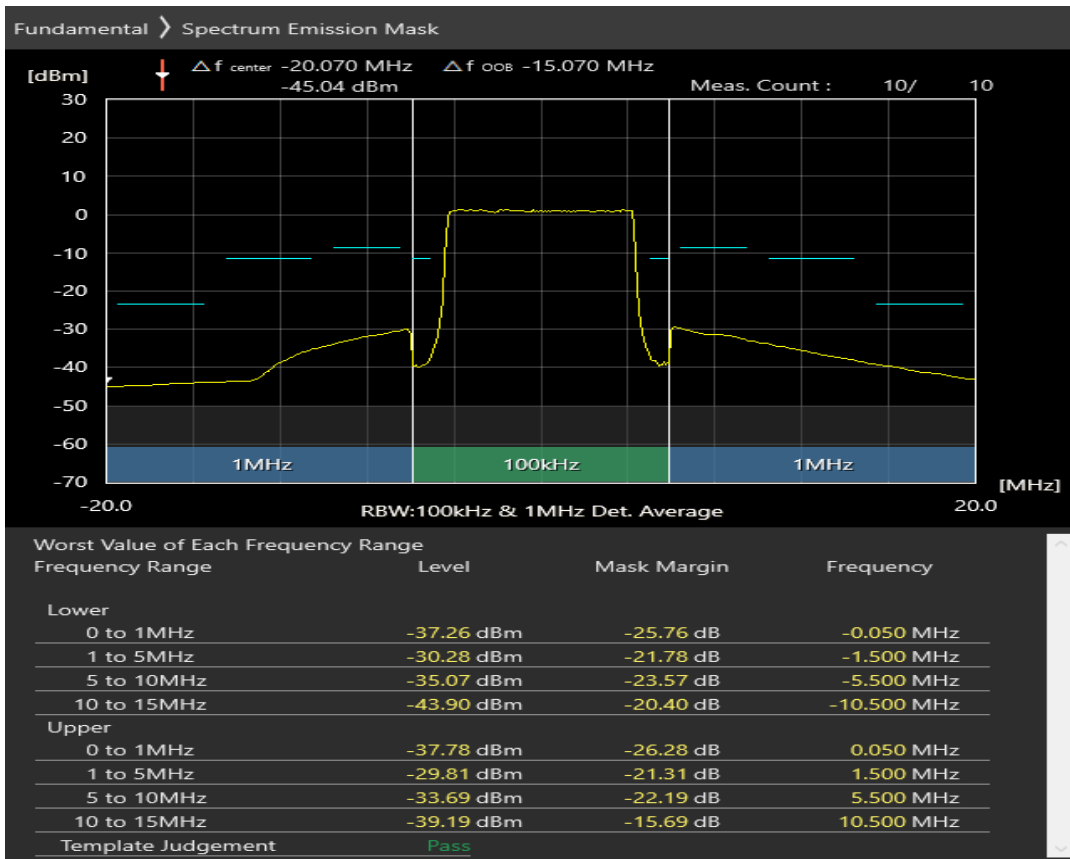 Fundamental ❯ Spectrum Emission Mask
[dBm] △f center -20.070 MHz △f OOB -15.070 MHz
-45.04 dBm Meas. Count : 10/ 10
30
20
10
0
-10
-20
-30
-40
-50
-60
1MHz 100kHz 1MHz
-70 [MHz]
-20.0 RBW:100kHz & 1MHz Det. Average 20.0
Worst Value of Each Frequency Range
Frequency Range Level Mask Margin Frequency
Lower
0 to 1MHz -37.26 dBm -25.76 dB -0.050 MHz
1 to 5MHz -30.28 dBm -21.78 dB -1.500 MHz
5 to 10MHz -35.07 dBm -23.57 dB -5.500 MHz
10 to 15MHz -43.90 dBm -20.40 dB -10.500 MHz
Upper
0 to 1MHz -37.78 dBm -26.28 dB 0.050 MHz
1 to 5MHz -29.81 dBm -21.31 dB 1.500 MHz
5 to 10MHz -33.69 dBm -22.19 dB 5.500 MHz
10 to 15MHz -39.19 dBm -15.69 dB 10.500 MHz
Template Judgement Pass